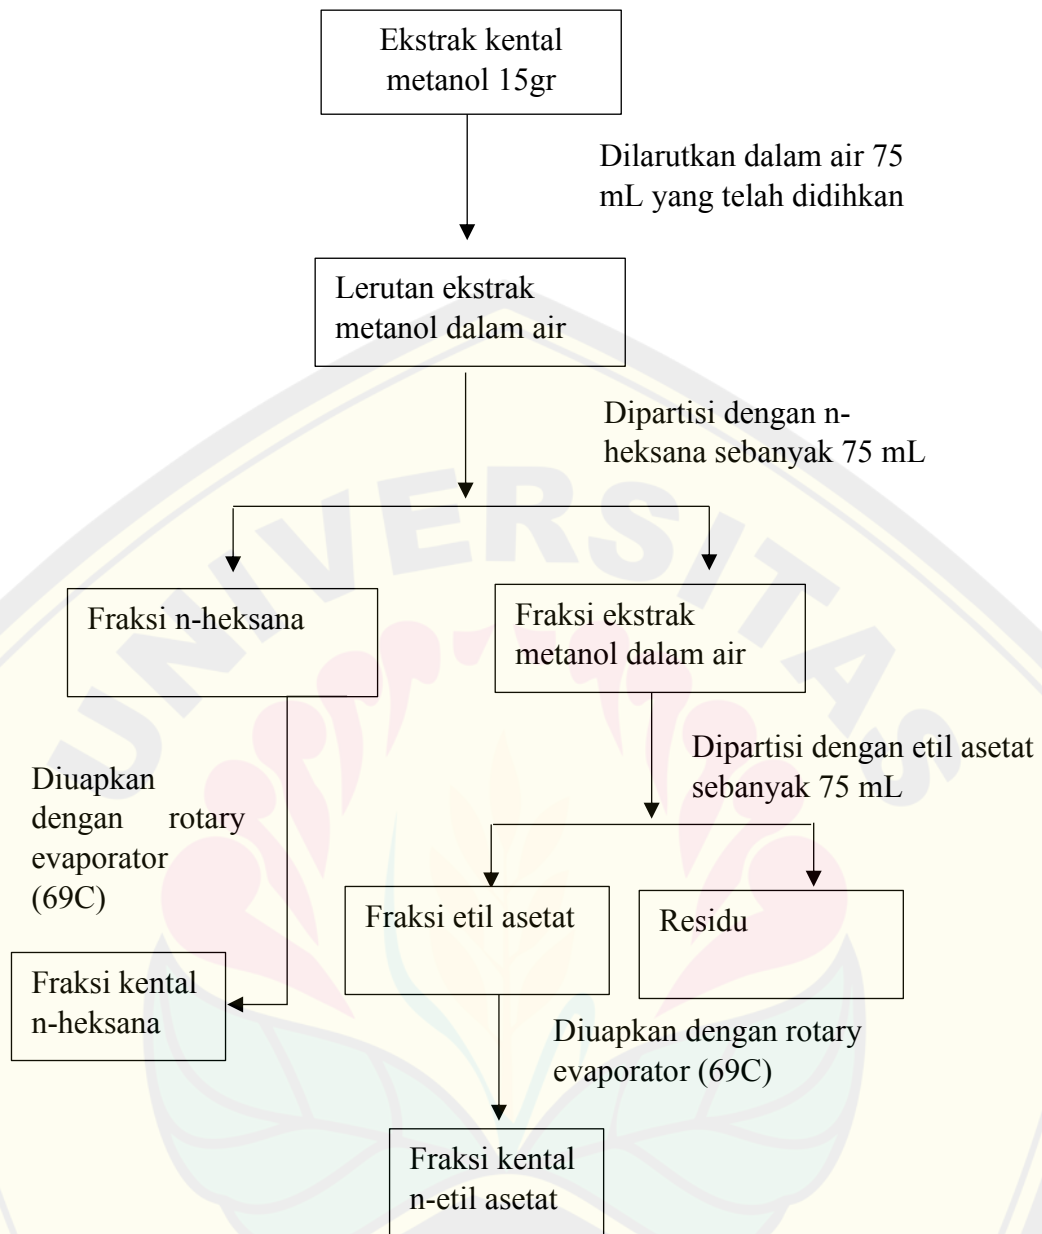 Ekstrak kental
metanol 15gr
Dilarutkan dalam air 75
mL yang telah didihkan
Lerutan ekstrak
metanol dalam air
Dipartisi dengan n-
heksana sebanyak 75 mL
UNIVERSITAS
Fraksi n-heksana
Fraksi ekstrak
metanol dalam air
Dipartisi dengan etil asetat
sebanyak 75 mL
Diuapkan
dengan rotary
evaporator
(69C)
Fraksi etil asetat
Residu
Fraksi kental
n-heksana
Diuapkan dengan rotary
evaporator (69C)
Fraksi kental
n-etil asetat